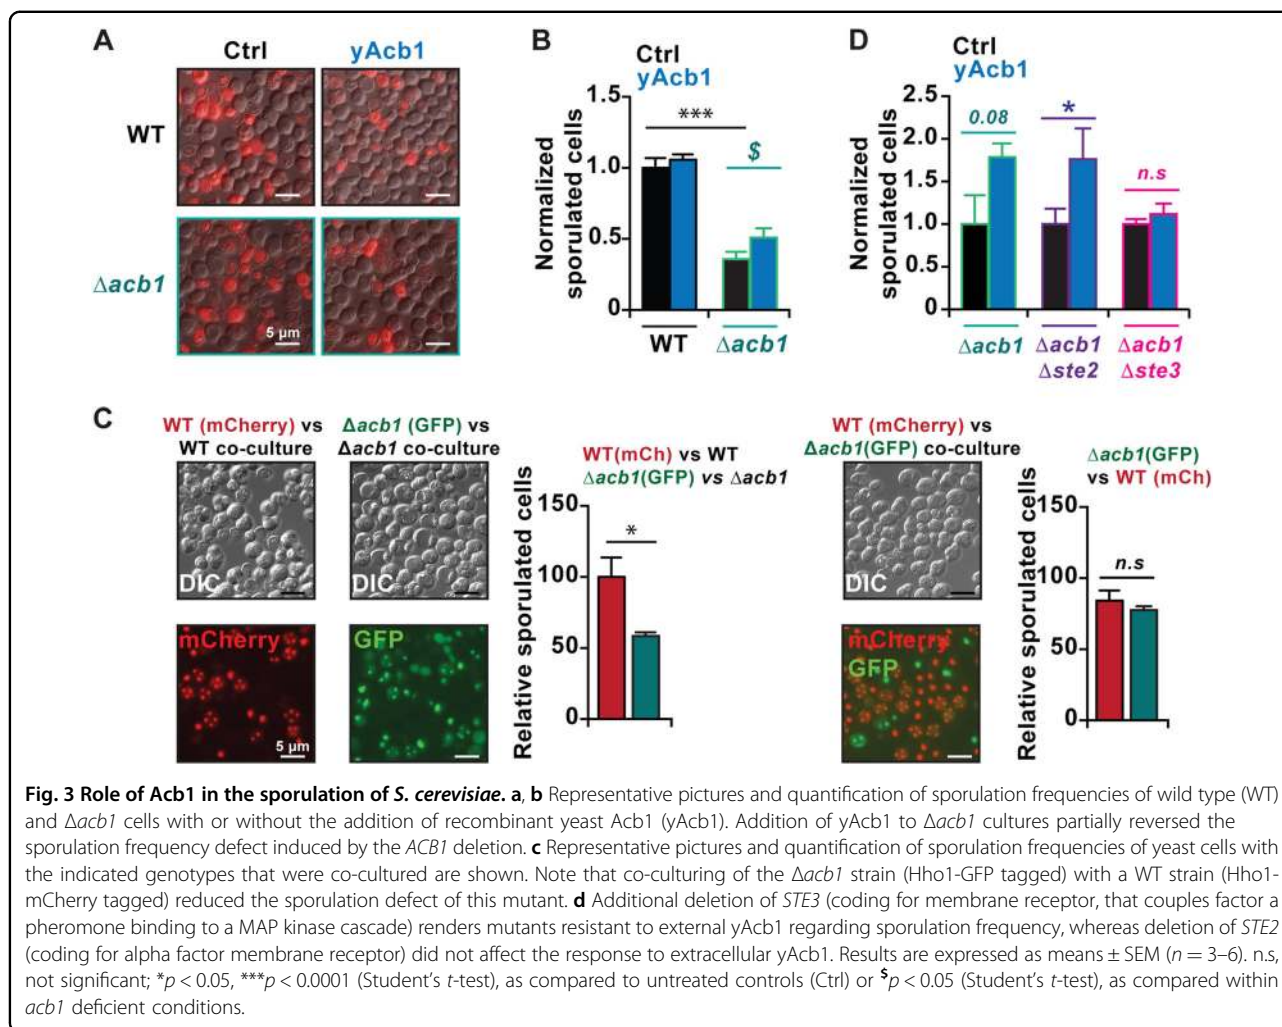 A
Ctrl
yAcb1
WT
Δacb1
5 µm
B
Ctrl
yAcb1
Normalized
sporulated cells
1.5
1.0
0.5
0
***
$
WT
Δacb1
D
Ctrl
yAcb1
Normalized
sporulated cells
2.5
2.0
1.5
1.0
0.5
0
0.08
*
n.s
Δacb1
Δacb1
Δste2
Δacb1
Δste3
C
WT (mCherry) vs
WT co-culture
DIC
mCherry
5 µm
Δacb1 (GFP) vs
Δacb1 co-culture
DIC
GFP
WT(mCh) vs WT
Δacb1(GFP) vs Δacb1
Relative sporulated cells
150
100
50
0
*
WT (mCherry) vs
Δacb1(GFP) co-culture
DIC
mCherry
GFP
Δacb1(GFP)
vs WT (mCh)
Relative sporulated cells
150
100
50
0
n.s
Fig. 3 Role of Acb1 in the sporulation of S. cerevisiae. a, b Representative pictures and quantification of sporulation frequencies of wild type (WT)
and Δacb1 cells with or without the addition of recombinant yeast Acb1 (yAcb1). Addition of yAcb1 to Δacb1 cultures partially reversed the
sporulation frequency defect induced by the ACB1 deletion. c Representative pictures and quantification of sporulation frequencies of yeast cells with
the indicated genotypes that were co-cultured are shown. Note that co-culturing of the Δacb1 strain (Hho1-GFP tagged) with a WT strain (Hho1-
mCherry tagged) reduced the sporulation defect of this mutant. d Additional deletion of STE3 (coding for membrane receptor, that couples factor a
pheromone binding to a MAP kinase cascade) renders mutants resistant to external yAcb1 regarding sporulation frequency, whereas deletion of STE2
(coding for alpha factor membrane receptor) did not affect the response to extracellular yAcb1. Results are expressed as means ± SEM (n = 3–6). n.s,
not significant; *p < 0.05, ***p < 0.0001 (Student's t-test), as compared to untreated controls (Ctrl) or $p < 0.05 (Student's t-test), as compared within
acb1 deficient conditions.